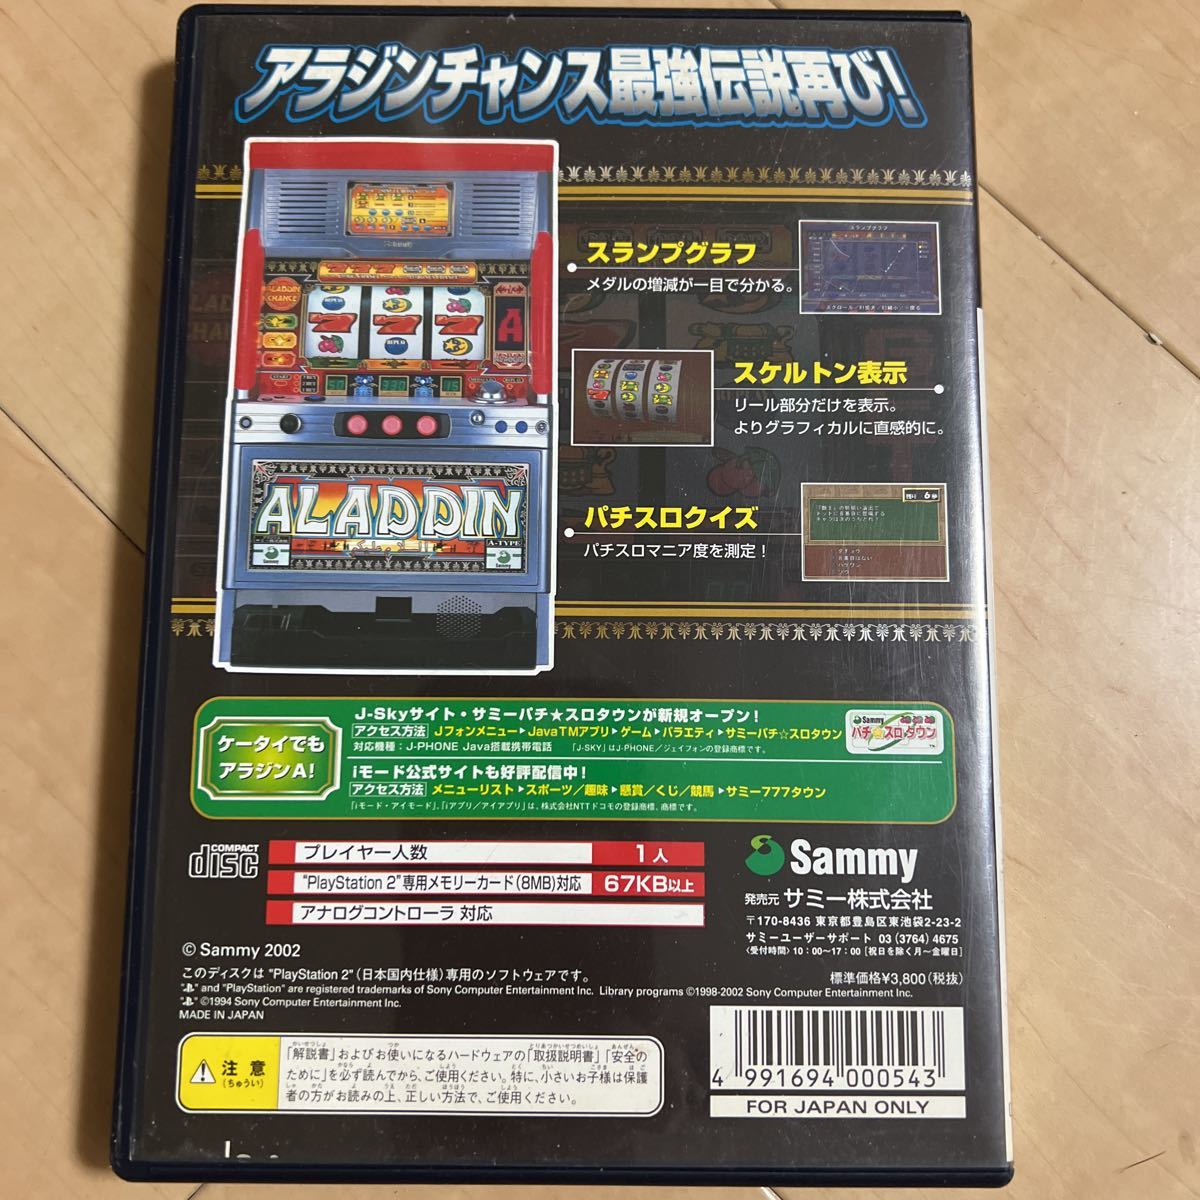 アラジンチャンス最強伝説再び!
スランプグラフ
メダルの増減が一目で分かる。
スランプグラフ
スケルトン表示
リール部分だけを表示。
よりグラフィカルに直感的に。
パチスロクイズ
パチスロマニア度を測定!
残り 6秒
ALADDIN
CHANCE
A
REPLAY
REPLAY
50 330 15
ALADDIN
A-TYPE
Sammy
Sammy
ケータイでも
アラジンA!
J-Skyサイト・サミーパチ★スロタウンが新規オープン!
アクセス方法 Jフォンメニュー▶JavaTMアプリ▶ゲーム▶バラエティ▶サミーパチ☆スロタウン
対応機種:J-PHONE Java搭載携帯電話 「J-SKY」はJ-PHONE/ジェイフォンの登録商標です。
iモード公式サイトも好評配信中!
アクセス方法 メニューリスト▶スポーツ/趣味▶懸賞/くじ/競馬▶サミー777タウン
「iモード・アイモード」、「iアプリ/アイアプリ」は、株式会社NTTドコモの登録商標、商標です。
Sammy
パチ☆スロタウン
COMPACT
disc
プレイヤー人数 1人
"PlayStation 2"専用メモリーカード(8MB)対応 67KB以上
アナログコントローラ 対応
Sammy
発売元 サミー株式会社
〒170-8436 東京都豊島区東池袋2-23-2
サミーユーザーサポート 03(3764)4675
〈受付時間〉10:00~17:00[祝日を除く月~金曜日]
標準価格¥3,800(税抜)
© Sammy 2002
このディスクは "PlayStation 2"(日本国内仕様)専用のソフトウェアです。
" " and "PlayStation" are registered trademarks of Sony Computer Entertainment Inc. Library programs ©1998-2002 Sony Computer Entertainment Inc.
" " ©1994 Sony Computer Entertainment Inc.
MADE IN JAPAN
注意
(ちゅうい)
「解説書」およびお使いになるハードウェアの「取扱説明書」「安全の
ために」を必ず読んでから、ご使用ください。特に、小さいお子様は保護
者の方がお読みの上、正しい方法で、ご使用ください。
4 991694 000543
FOR JAPAN ONLY